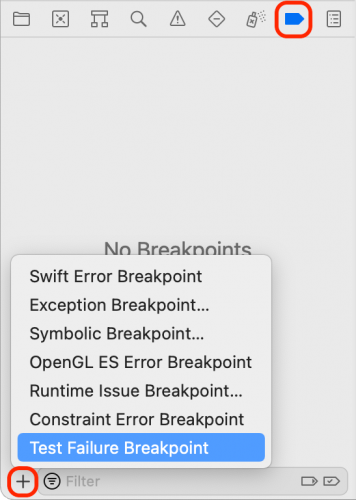 No Breakpoints
Swift Error Breakpoint
Exception Breakpoint...
Symbolic Breakpoint...
OpenGL ES Error Breakpoint
Runtime Issue Breakpoint...
Constraint Error Breakpoint
Test Failure Breakpoint
Filter